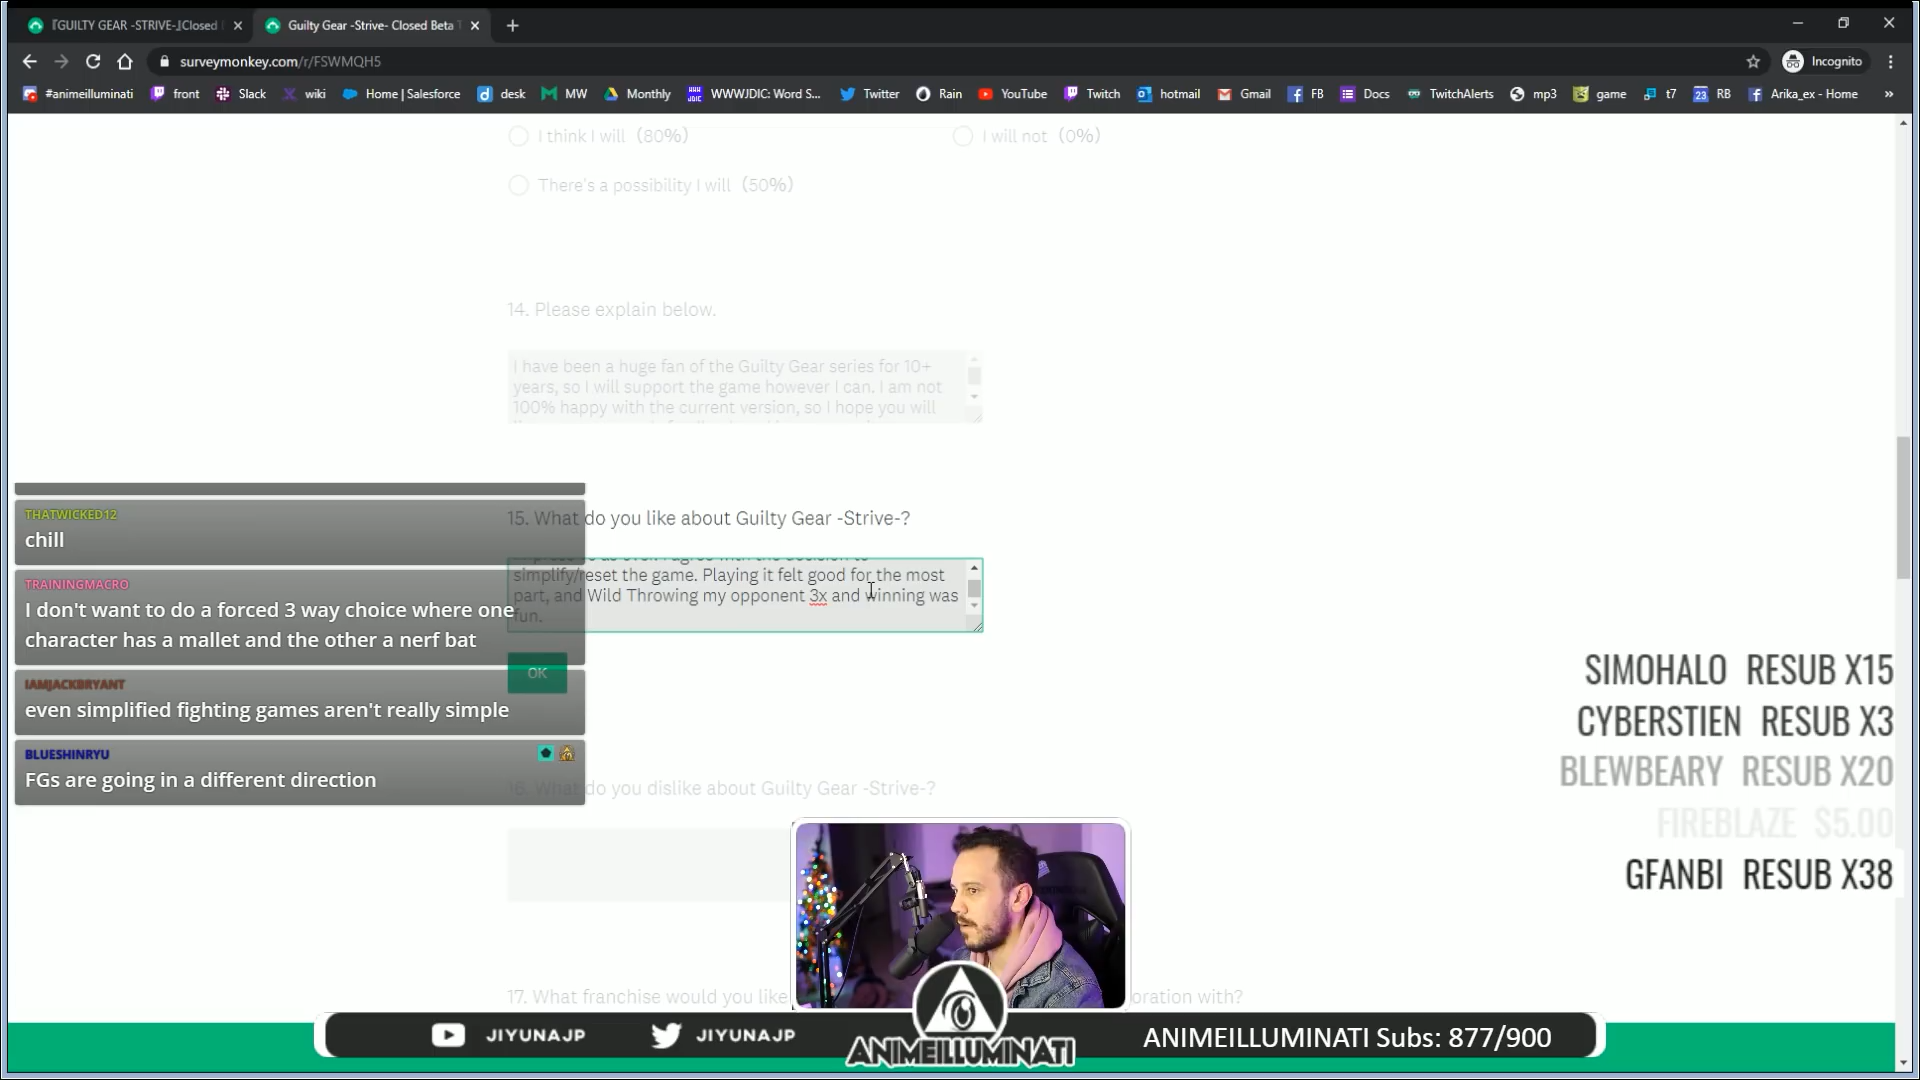 『GUILTY GEAR -STRIVE-』Closed
Guilty Gear -Strive- Closed Beta T
surveymonkey.com/r/FSWMQH5
Incognito
#animeilluminati
front
Slack
wiki
Home | Salesforce
desk
MW
Monthly
WWWJDIC: Word S...
Twitter
Rain
YouTube
Twitch
hotmail
Gmail
FB
Docs
TwitchAlerts
mp3
game
t7
RB
Arika_ex - Home
»
I think I will (80%)
I will not (0%)
There's a possibility I will (50%)
14. Please explain below.
I have been a huge fan of the Guilty Gear series for 10+
years, so I will support the game however I can. I am not
100% happy with the current version, so I hope you will
15. What do you like about Guilty Gear -Strive-?
simplify/reset the game. Playing it felt good for the most
part, and Wild Throwing my opponent 3x and winning was
fun.
OK
16. What do you dislike about Guilty Gear -Strive-?
17. What franchise would you like
oration with?
THATWICKED12
chill
TRAININGMACRO
I don't want to do a forced 3 way choice where one
character has a mallet and the other a nerf bat
IAMJACKBRYANT
even simplified fighting games aren't really simple
BLUESHINRYU
FGs are going in a different direction
SIMOHALO RESUB X15
CYBERSTIEN RESUB X3
BLEWBEARY RESUB X20
FIREBLAZE $5.00
GFANBI RESUB X38
JIYUNAJP
JIYUNAJP
ANIMEILLUMINATI
ANIMEILLUMINATI Subs: 877/900